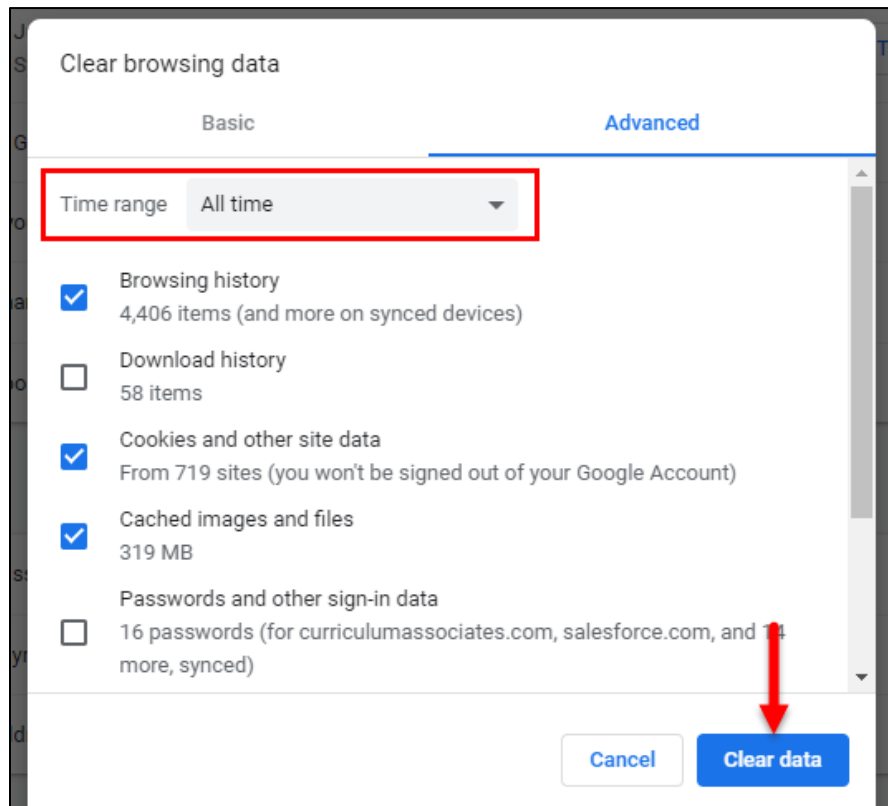 Clear browsing data
Basic
Advanced
Time range
All time
Browsing history
4,406 items (and more on synced devices)
Download history
58 items
Cookies and other site data
From 719 sites (you won't be signed out of your Google Account)
Cached images and files
319 MB
Passwords and other sign-in data
16 passwords (for curriculumassociates.com, salesforce.com, and 14
more, synced)
Cancel
Clear data